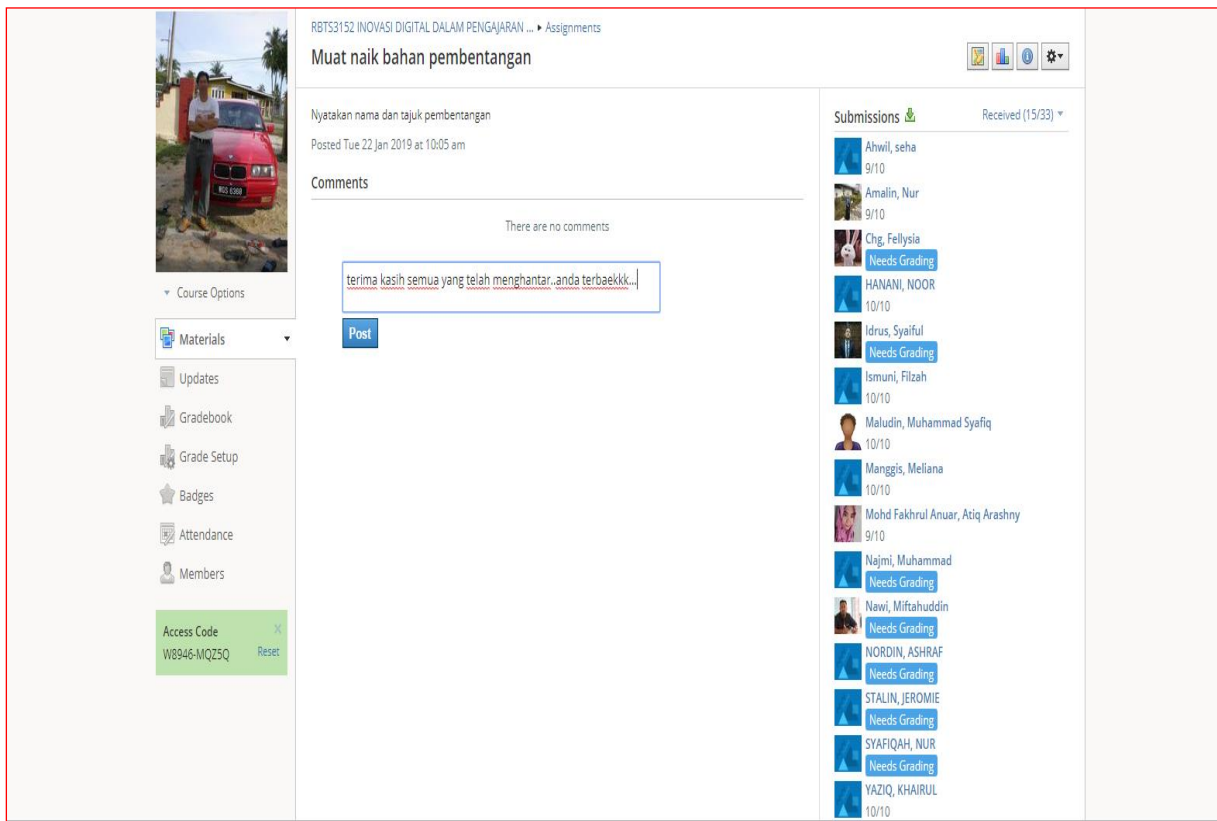 RBTS3152 INOVASI DIGITAL DALAM PENGAJARAN ... ▸ Assignments
Muat naik bahan pembentangan
Nyatakan nama dan tajuk pembentangan
Posted Tue 22 Jan 2019 at 10:05 am
Comments
There are no comments
terima kasih semua yang telah menghantar..anda terbaekkk...
Post
WGS 6368
Course Options
Materials
Updates
Gradebook
Grade Setup
Badges
Attendance
Members
Access Code
W8946-MQZ5Q Reset
Submissions Received (15/33)
Ahwil, seha
9/10
Amalin, Nur
9/10
Chg, Fellysia
Needs Grading
HANANI, NOOR
10/10
Idrus, Syaiful
Needs Grading
Ismuni, Filzah
10/10
Maludin, Muhammad Syafiq
10/10
Manggis, Meliana
10/10
Mohd Fakhrul Anuar, Atiq Arashny
9/10
Najmi, Muhammad
Needs Grading
Nawi, Miftahuddin
Needs Grading
NORDIN, ASHRAF
Needs Grading
STALIN, JEROMIE
Needs Grading
SYAFIQAH, NUR
Needs Grading
YAZIQ, KHAIRUL
10/10